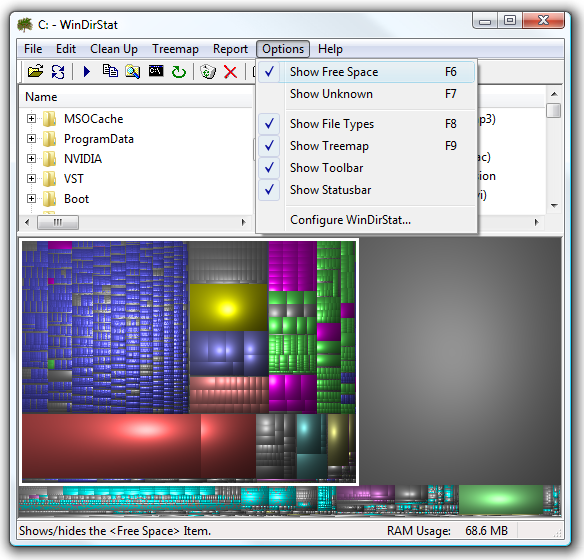 C: - WinDirStat
File Edit Clean Up Treemap Report Options Help
Name
MSOCache
ProgramData
NVIDIA
VST
Boot
Show Free Space F6
Show Unknown F7
Show File Types F8
Show Treemap F9
Show Toolbar
Show Statusbar
Configure WinDirStat...
p3)
ac)
sion
vi)
Shows/hides the <Free Space> Item.
RAM Usage: 68.6 MB